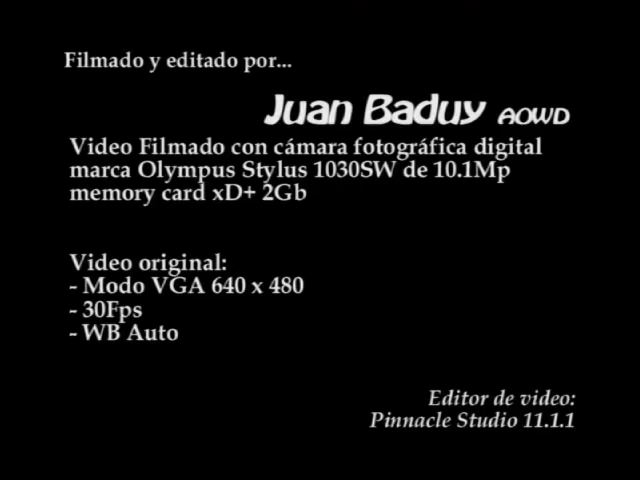 Filmado y editado por...
Juan Baduy AOWD
Video Filmado con cámara fotográfica digital
marca Olympus Stylus 1030SW de 10.1Mp
memory card xD+ 2Gb
Video original:
- Modo VGA 640 x 480
- 30Fps
- WB Auto
Editor de video:
Pinnacle Studio 11.1.1